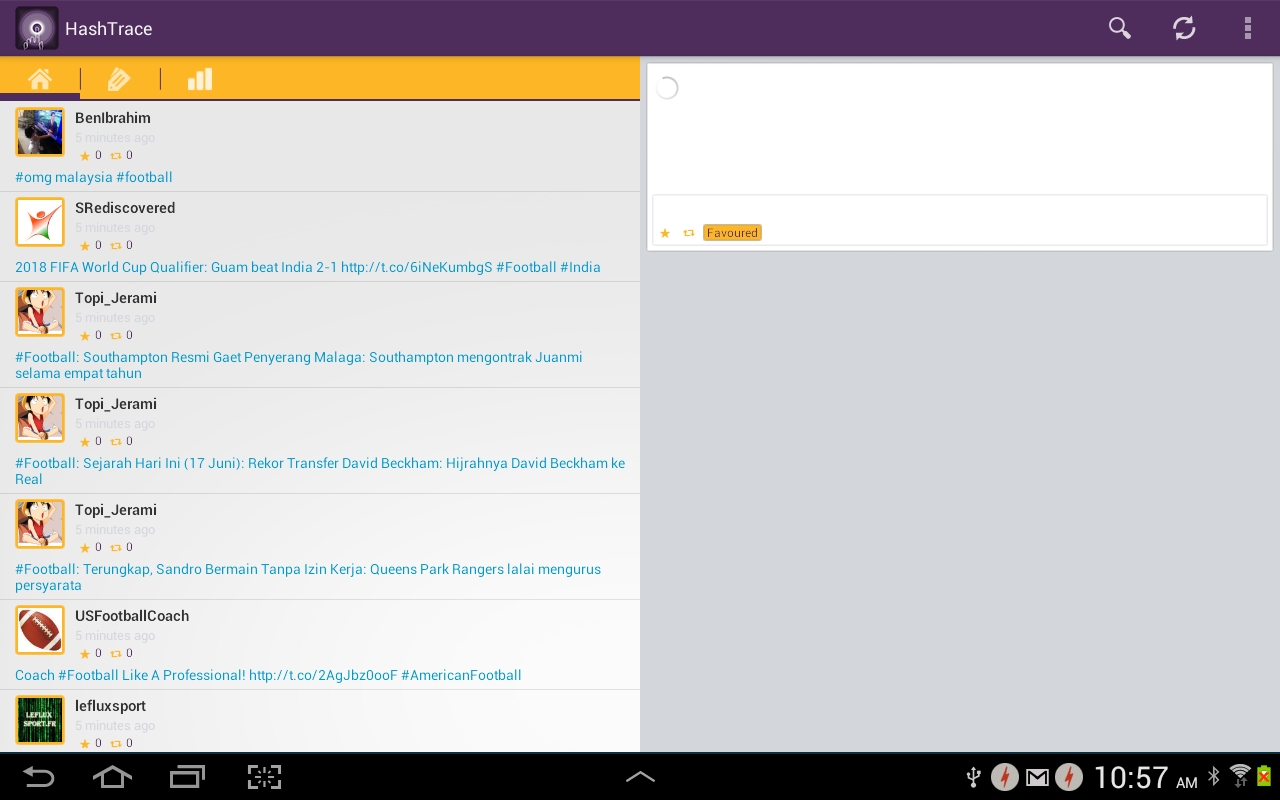 HashTrace
BenIbrahim
5 minutes ago
0 0
#omg malaysia #football
SRediscovered
5 minutes ago
0 0
2018 FIFA World Cup Qualifier: Guam beat India 2-1 http://t.co/6iNeKumbgS #Football #India
Topi_Jerami
5 minutes ago
0 0
#Football: Southampton Resmi Gaet Penyerang Malaga: Southampton mengontrak Juanmi
selama empat tahun
Topi_Jerami
5 minutes ago
0 0
#Football: Sejarah Hari Ini (17 Juni): Rekor Transfer David Beckham: Hijrahnya David Beckham ke
Real
Topi_Jerami
5 minutes ago
0 0
#Football: Terungkap, Sandro Bermain Tanpa Izin Kerja: Queens Park Rangers lalai mengurus
persyarata
USFootballCoach
5 minutes ago
0 0
Coach #Football Like A Professional! http://t.co/2AgJbz0ooF #AmericanFootball
LEFLUX
SPORT.FR
lefluxsport
5 minutes ago
0 0
Favoured
10:57 AM